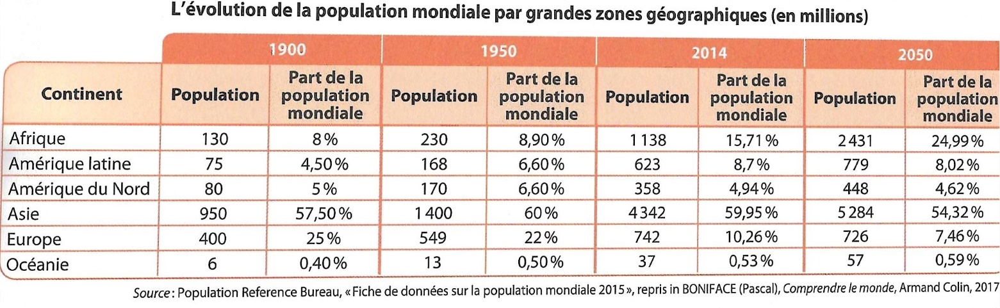 L'évolution de la population mondiale par grandes zones géographiques (en millions)
1900 1950 2014 2050
Continent Population Part de la population mondiale Population Part de la population mondiale Population Part de la population mondiale Population Part de la population mondiale
Afrique 130 8 % 230 8,90 % 1 138 15,71 % 2 431 24,99 %
Amérique latine 75 4,50 % 168 6,60 % 623 8,7 % 779 8,02 %
Amérique du Nord 80 5 % 170 6,60 % 358 4,94 % 448 4,62 %
Asie 950 57,50 % 1 400 60 % 4 342 59,95 % 5 284 54,32 %
Europe 400 25 % 549 22 % 742 10,26 % 726 7,46 %
Océanie 6 0,40 % 13 0,50 % 37 0,53 % 57 0,59 %
Source : Population Reference Bureau, « Fiche de données sur la population mondiale 2015 », repris in BONIFACE (Pascal), Comprendre le monde, Armand Colin, 2017